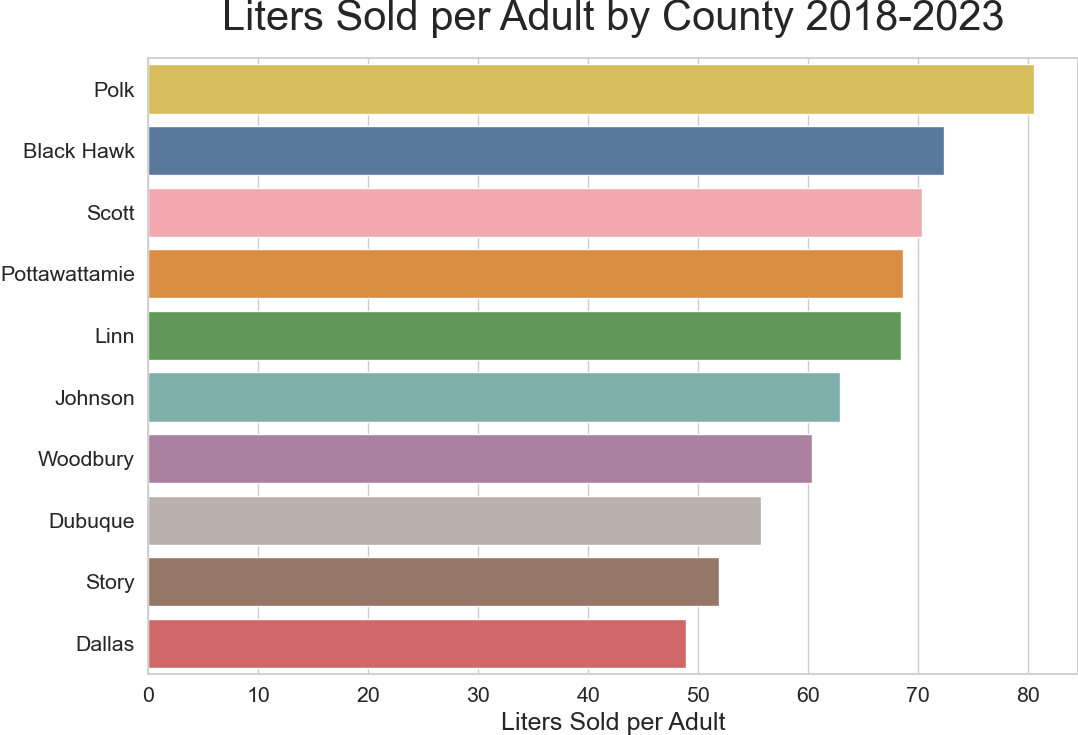 Liters Sold per Adult by County 2018-2023
Polk
Black Hawk
Scott
Pottawattamie
Linn
Johnson
Woodbury
Dubuque
Story
Dallas
0 10 20 30 40 50 60 70 80
Liters Sold per Adult